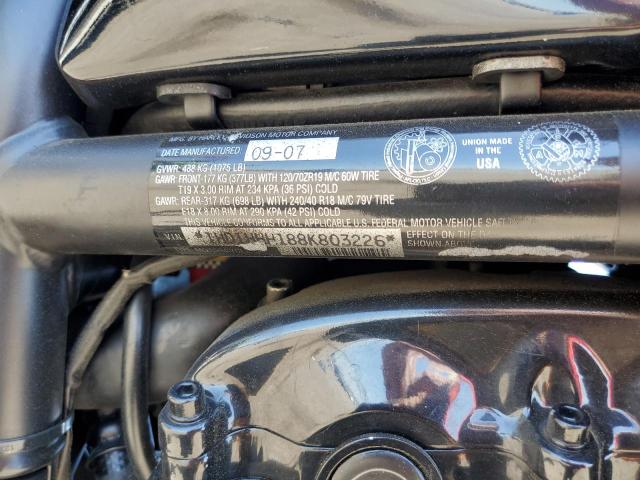 MFG. BY HARLEY-DAVIDSON MOTOR COMPANY
DATE MANUFACTURED 09-07
GVWR: 488 KG (1075 LB)
GAWR: FRONT-177 KG (377LB) WITH 120/70ZR19 M/C 60W TIRE
T19 X 3.00 RIM AT 234 KPA (36 PSI) COLD
GAWR: REAR-317 KG (698 LB) WITH 240/40 R18 M/C 79V TIRE
E18 X 8.00 RIM AT 290 KPA (42 PSI) COLD
THIS VEHICLE CONFORMS TO ALL APPLICABLE U.S. FEDERAL MOTOR VEHICLE
EFFECT ON THE
SHOWN ABOVE
VIN
UNION MADE
IN THE
USA